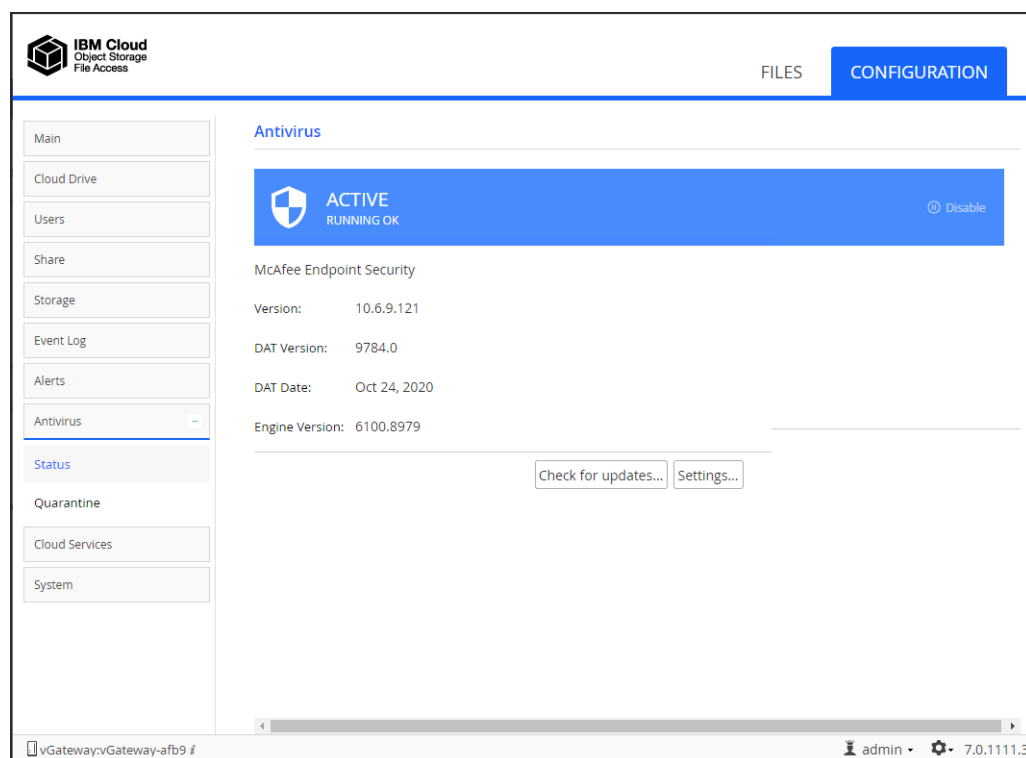 IBM Cloud
Object Storage
File Access
FILES
CONFIGURATION
Main
Cloud Drive
Users
Share
Storage
Event Log
Alerts
Antivirus
Status
Quarantine
Cloud Services
System
Antivirus
ACTIVE
RUNNING OK
Disable
McAfee Endpoint Security
Version: 10.6.9.121
DAT Version: 9784.0
DAT Date: Oct 24, 2020
Engine Version: 6100.8979
Check for updates... Settings...
vGateway:vGateway-afb9 i
admin 7.0.1111.3